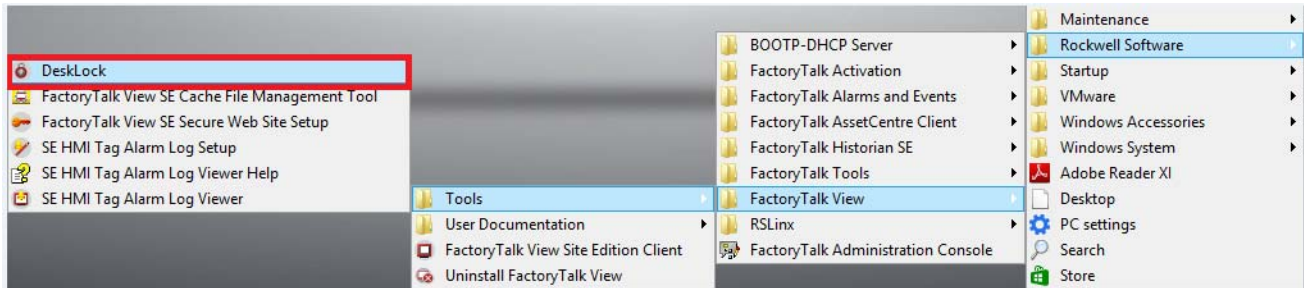 Maintenance
Rockwell Software
Startup
VMware
Windows Accessories
Windows System
Adobe Reader XI
Desktop
PC settings
Search
Store
BOOTP-DHCP Server
FactoryTalk Activation
FactoryTalk Alarms and Events
FactoryTalk AssetCentre Client
FactoryTalk Historian SE
FactoryTalk Tools
FactoryTalk View
RSLinx
FactoryTalk Administration Console
Tools
User Documentation
FactoryTalk View Site Edition Client
Uninstall FactoryTalk View
DeskLock
FactoryTalk View SE Cache File Management Tool
FactoryTalk View SE Secure Web Site Setup
SE HMI Tag Alarm Log Setup
SE HMI Tag Alarm Log Viewer Help
SE HMI Tag Alarm Log Viewer